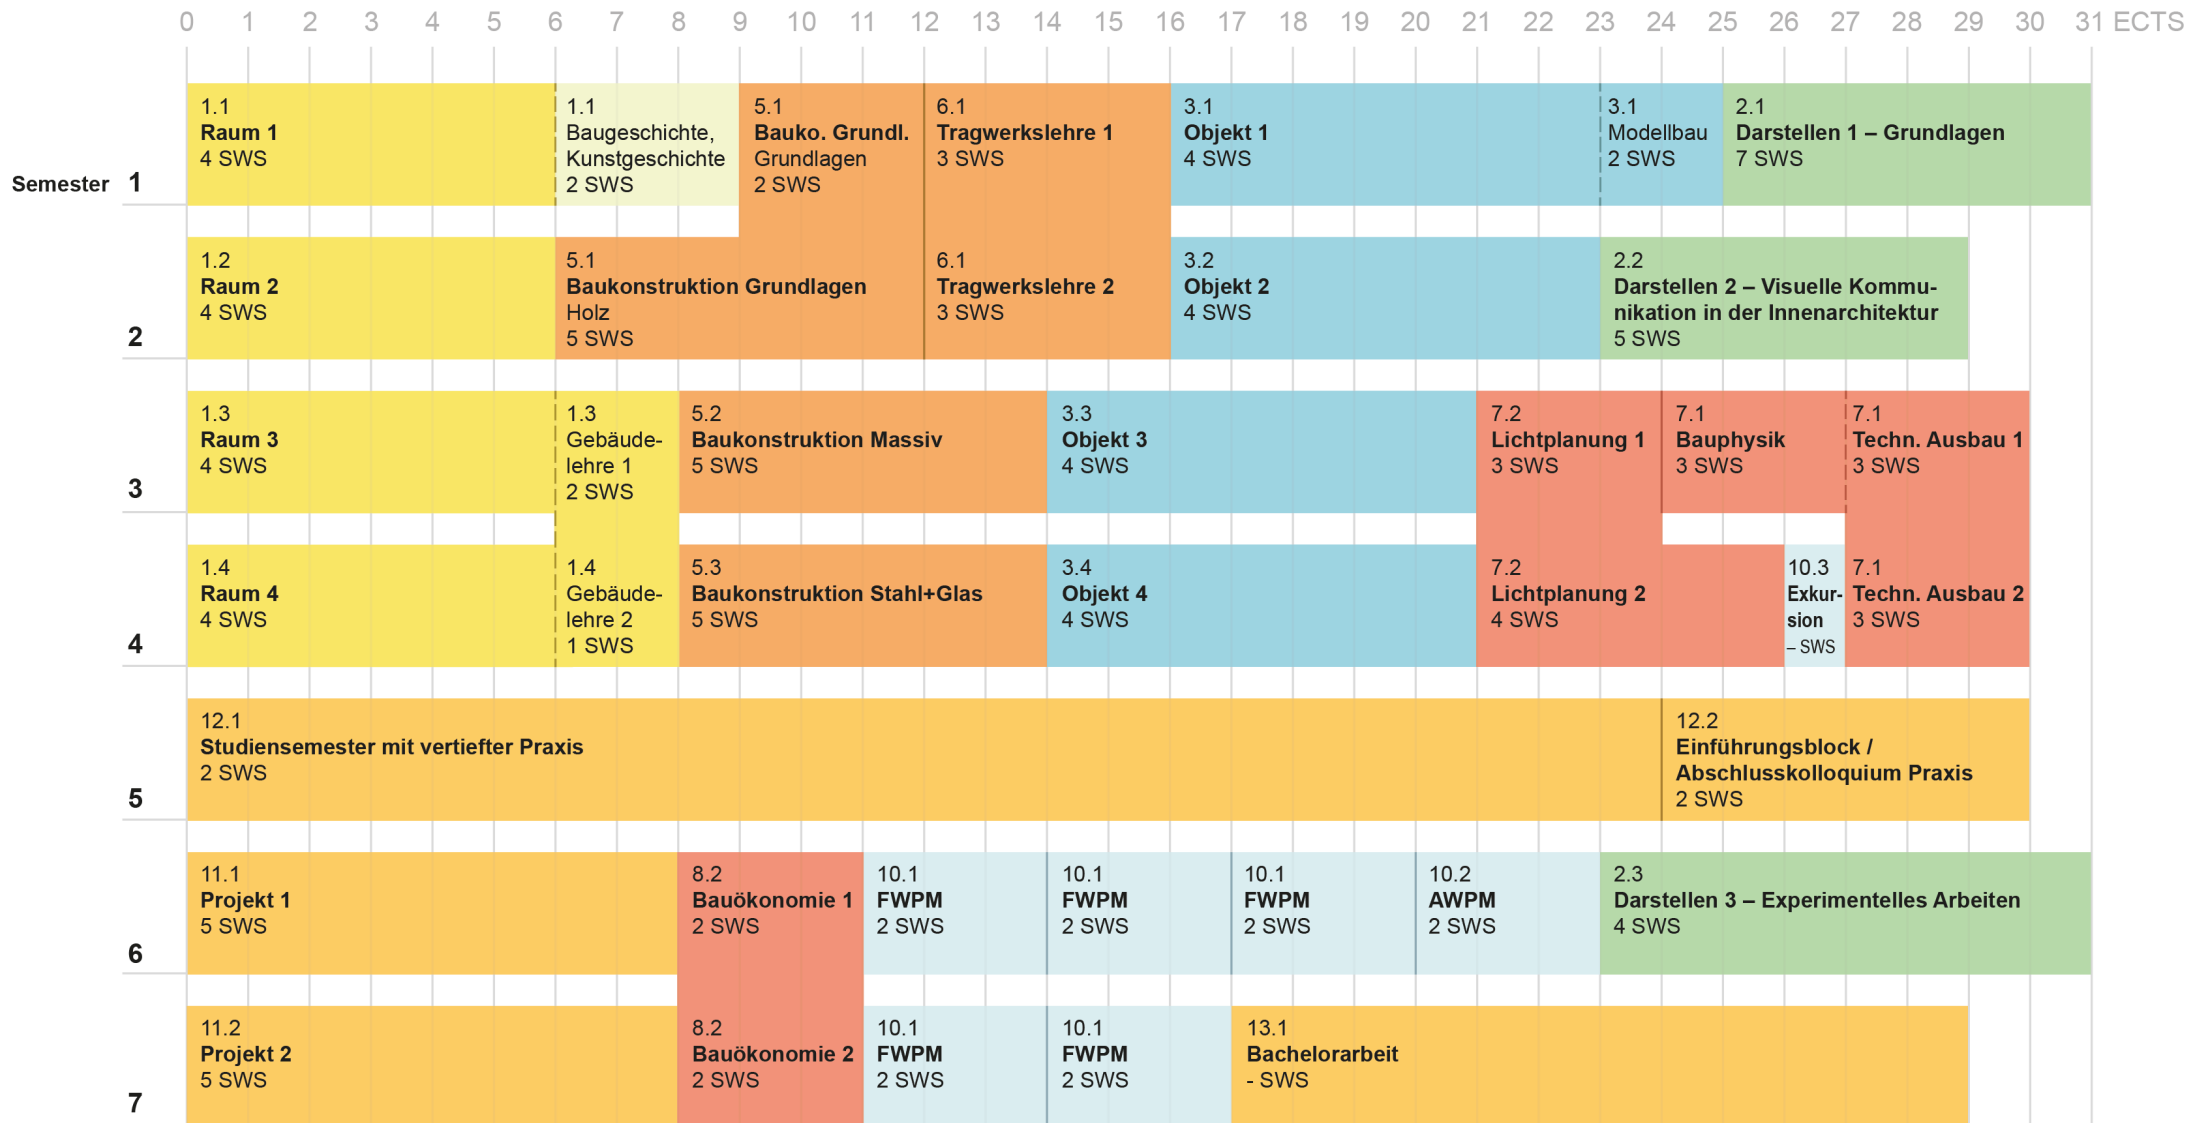 0 1 2 3 4 5 6 7 8 9 10 11 12 13 14 15 16 17 18 19 20 21 22 23 24 25 26 27 28 29 30 31 ECTS
Semester 1
1.1
Raum 1
4 SWS
1.1
Baugeschichte,
Kunstgeschichte
2 SWS
5.1
Bauko. Grundl.
Grundlagen
2 SWS
6.1
Tragwerkslehre 1
3 SWS
3.1
Objekt 1
4 SWS
3.1
Modellbau
2 SWS
2.1
Darstellen 1 – Grundlagen
7 SWS
2
1.2
Raum 2
4 SWS
5.1
Baukonstruktion Grundlagen
Holz
5 SWS
6.1
Tragwerkslehre 2
3 SWS
3.2
Objekt 2
4 SWS
2.2
Darstellen 2 – Visuelle Kommu-
nikation in der Innenarchitektur
5 SWS
3
1.3
Raum 3
4 SWS
1.3
Gebäude-
lehre 1
2 SWS
5.2
Baukonstruktion Massiv
5 SWS
3.3
Objekt 3
4 SWS
7.2
Lichtplanung 1
3 SWS
7.1
Bauphysik
3 SWS
7.1
Techn. Ausbau 1
3 SWS
4
1.4
Raum 4
4 SWS
1.4
Gebäude-
lehre 2
1 SWS
5.3
Baukonstruktion Stahl+Glas
5 SWS
3.4
Objekt 4
4 SWS
7.2
Lichtplanung 2
4 SWS
10.3
Exkur-
sion
– SWS
7.1
Techn. Ausbau 2
3 SWS
5
12.1
Studiensemester mit vertiefter Praxis
2 SWS
12.2
Einführungsblock /
Abschlusskolloquium Praxis
2 SWS
6
11.1
Projekt 1
5 SWS
8.2
Bauökonomie 1
2 SWS
10.1
FWPM
2 SWS
10.1
FWPM
2 SWS
10.1
FWPM
2 SWS
10.2
AWPM
2 SWS
2.3
Darstellen 3 – Experimentelles Arbeiten
4 SWS
7
11.2
Projekt 2
5 SWS
8.2
Bauökonomie 2
2 SWS
10.1
FWPM
2 SWS
10.1
FWPM
2 SWS
13.1
Bachelorarbeit
- SWS